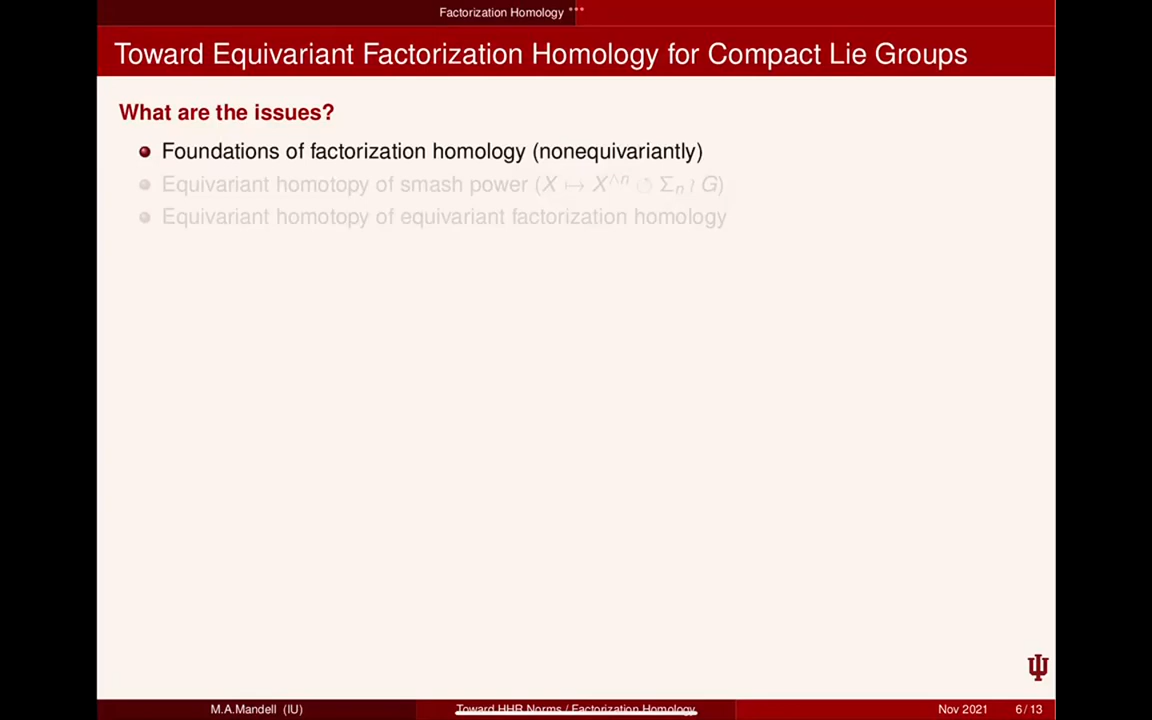 Factorization Homology
Toward Equivariant Factorization Homology for Compact Lie Groups
What are the issues?
Foundations of factorization homology (nonequivariantly)
Equivariant homotopy of smash power (X ↦ X^∧n ↺ Σ_n ≀ G)
Equivariant homotopy of equivariant factorization homology
M.A.Mandell (IU)
Toward HHR Norms / Factorization Homology
Nov 2021
6 / 13